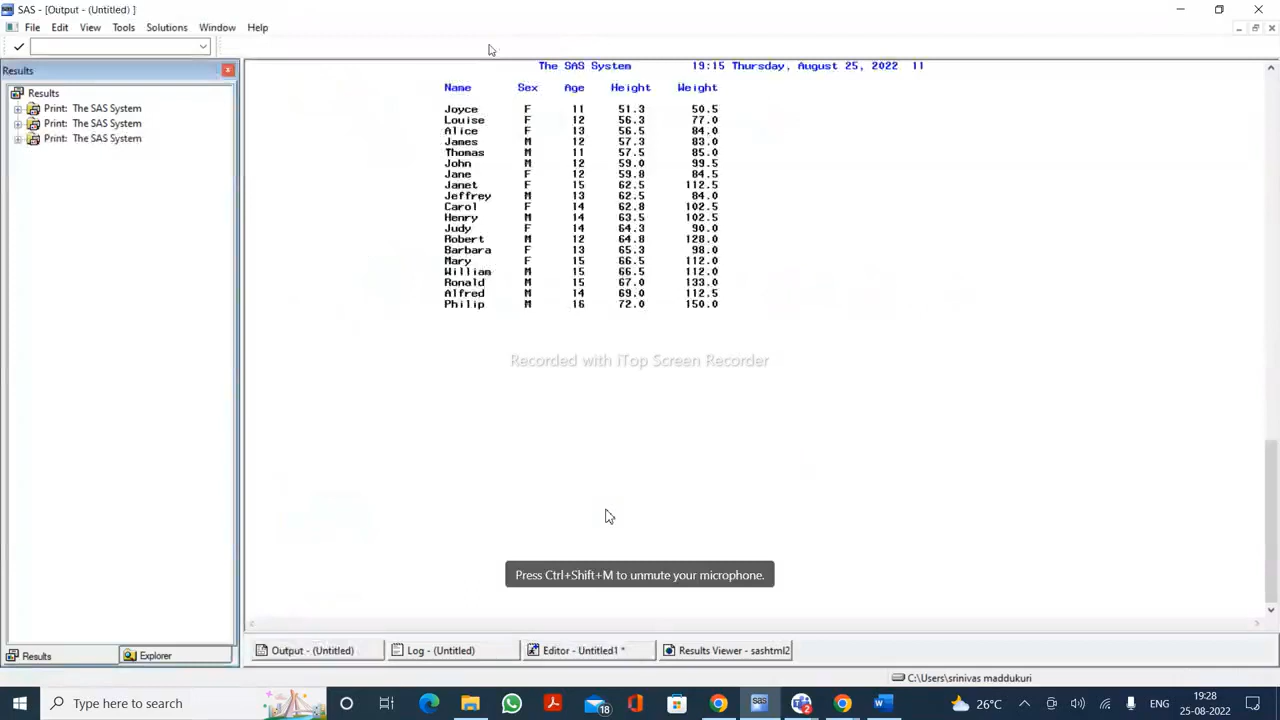 SAS - [Output - (Untitled) ]
File Edit View Tools Solutions Window Help
Results
Results
Print: The SAS System
Print: The SAS System
Print: The SAS System
The SAS System 19:15 Thursday, August 25, 2022 11
Name Sex Age Height Weight
Joyce F 11 51.3 50.5
Louise F 12 56.3 77.0
Alice F 13 56.5 84.0
James M 12 57.3 83.0
Thomas M 11 57.5 85.0
John M 12 59.0 99.5
Jane F 12 59.8 84.5
Janet F 15 62.5 112.5
Jeffrey M 13 62.5 84.0
Carol F 14 62.8 102.5
Henry M 14 63.5 102.5
Judy F 14 64.3 90.0
Robert M 12 64.8 128.0
Barbara F 13 65.3 98.0
Mary F 15 66.5 112.0
William M 15 66.5 112.0
Ronald M 15 67.0 133.0
Alfred M 14 69.0 112.5
Philip M 16 72.0 150.0
Recorded with iTop Screen Recorder
Press Ctrl+Shift+M to unmute your microphone.
Results Explorer
Output - (Untitled) Log - (Untitled) Editor - Untitled1 * Results Viewer - sashtml2
C:\Users\srinivas maddukuri
Type here to search
18
SAS
2
26°C
ENG
19:28
25-08-2022